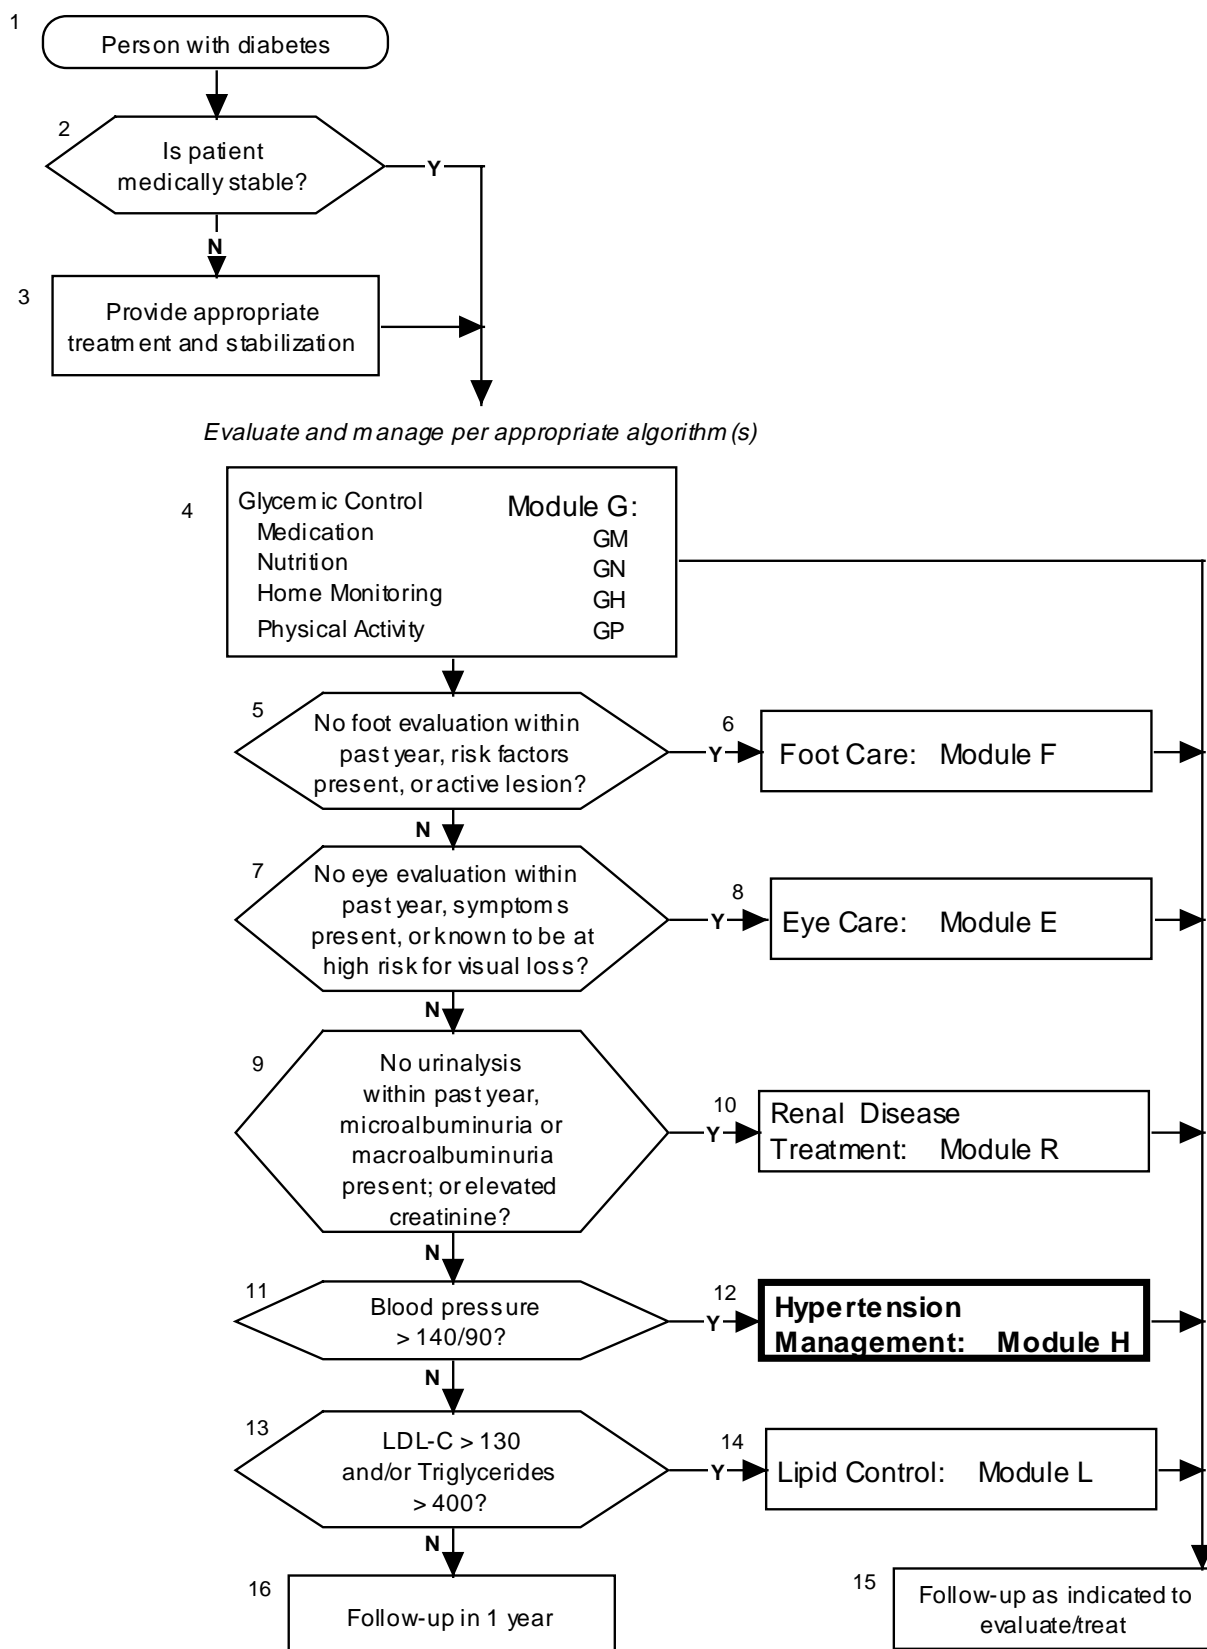 1
Person with diabetes
2
Is patient
medically stable?
Y
N
3
Provide appropriate
treatment and stabilization
Evaluate and manage per appropriate algorithm(s)
4
Glycemic Control Module G:
Medication GM
Nutrition GN
Home Monitoring GH
Physical Activity GP
5
No foot evaluation within
past year, risk factors
present, or active lesion?
Y
6
Foot Care: Module F
N
7
No eye evaluation within
past year, symptoms
present, or known to be at
high risk for visual loss?
Y
8
Eye Care: Module E
N
9
No urinalysis
within past year,
microalbuminuria or
macroalbuminuria
present; or elevated
creatinine?
Y
10
Renal Disease
Treatment: Module R
N
11
Blood pressure
> 140/90?
Y
12
Hypertension
Management: Module H
N
13
LDL-C > 130
and/or Triglycerides
> 400?
Y
14
Lipid Control: Module L
N
16
Follow-up in 1 year
15
Follow-up as indicated to
evaluate/treat